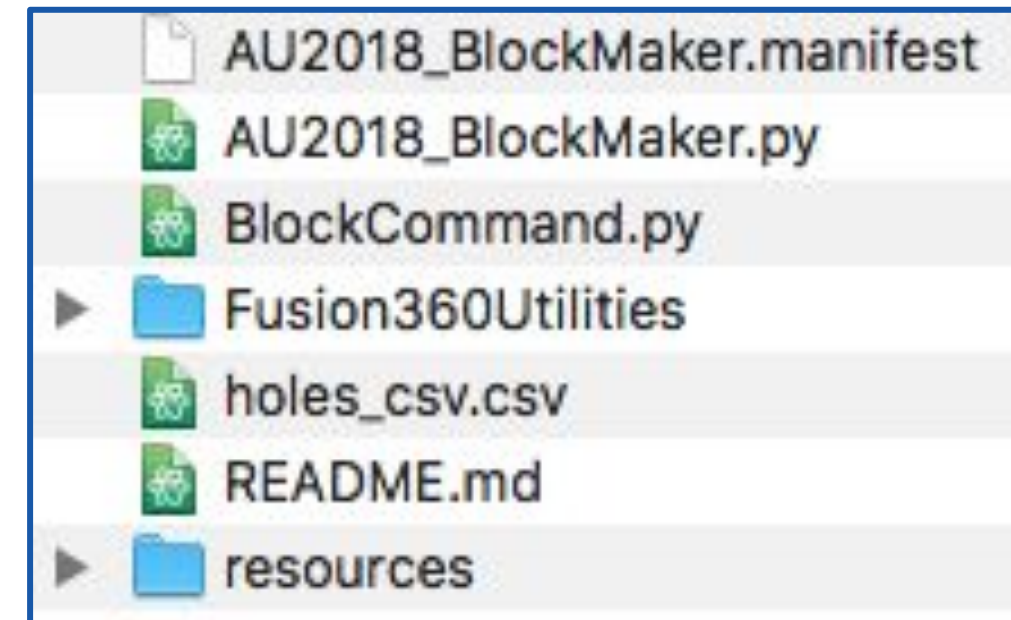 AU2018_BlockMaker.manifest
AU2018_BlockMaker.py
BlockCommand.py
Fusion360Utilities
holes_csv.csv
README.md
resources